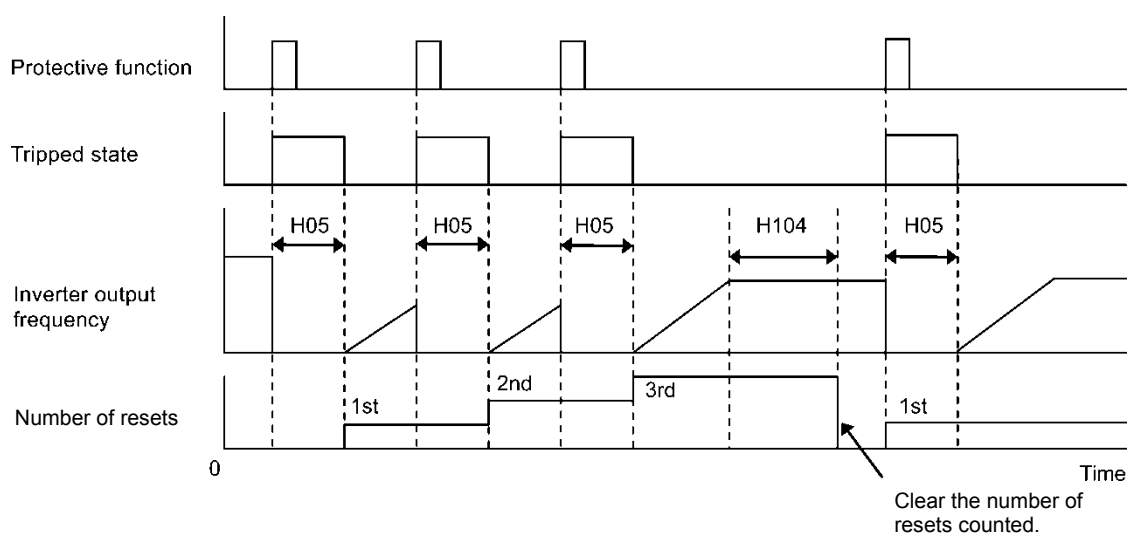 Protective function
Tripped state
H05
H05
H05
H104
H05
Inverter output
frequency
Number of resets
1st
2nd
3rd
1st
0
Time
Clear the number of
resets counted.